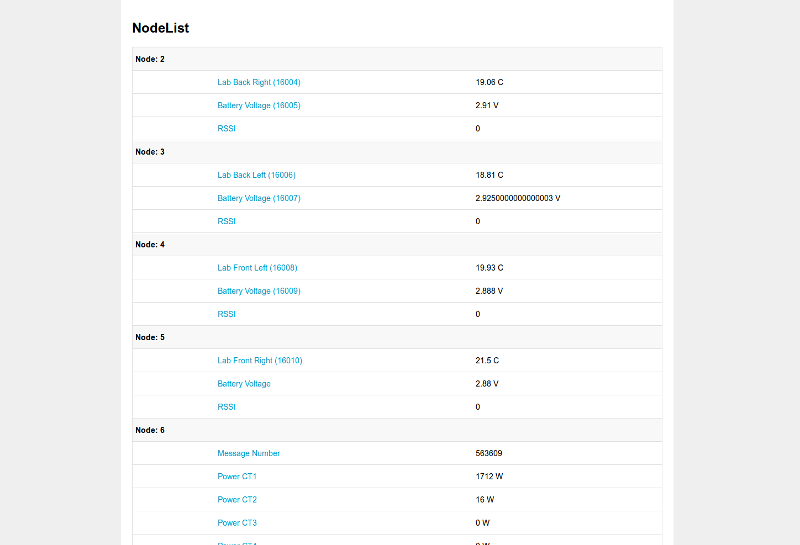 NodeList
Node: 2
Lab Back Right (16004) 19.06 C
Battery Voltage (16005) 2.91 V
RSSI 0
Node: 3
Lab Back Left (16006) 18.81 C
Battery Voltage (16007) 2.9250000000000003 V
RSSI 0
Node: 4
Lab Front Left (16008) 19.93 C
Battery Voltage (16009) 2.888 V
RSSI 0
Node: 5
Lab Front Right (16010) 21.5 C
Battery Voltage 2.88 V
RSSI 0
Node: 6
Message Number 563609
Power CT1 1712 W
Power CT2 16 W
Power CT3 0 W